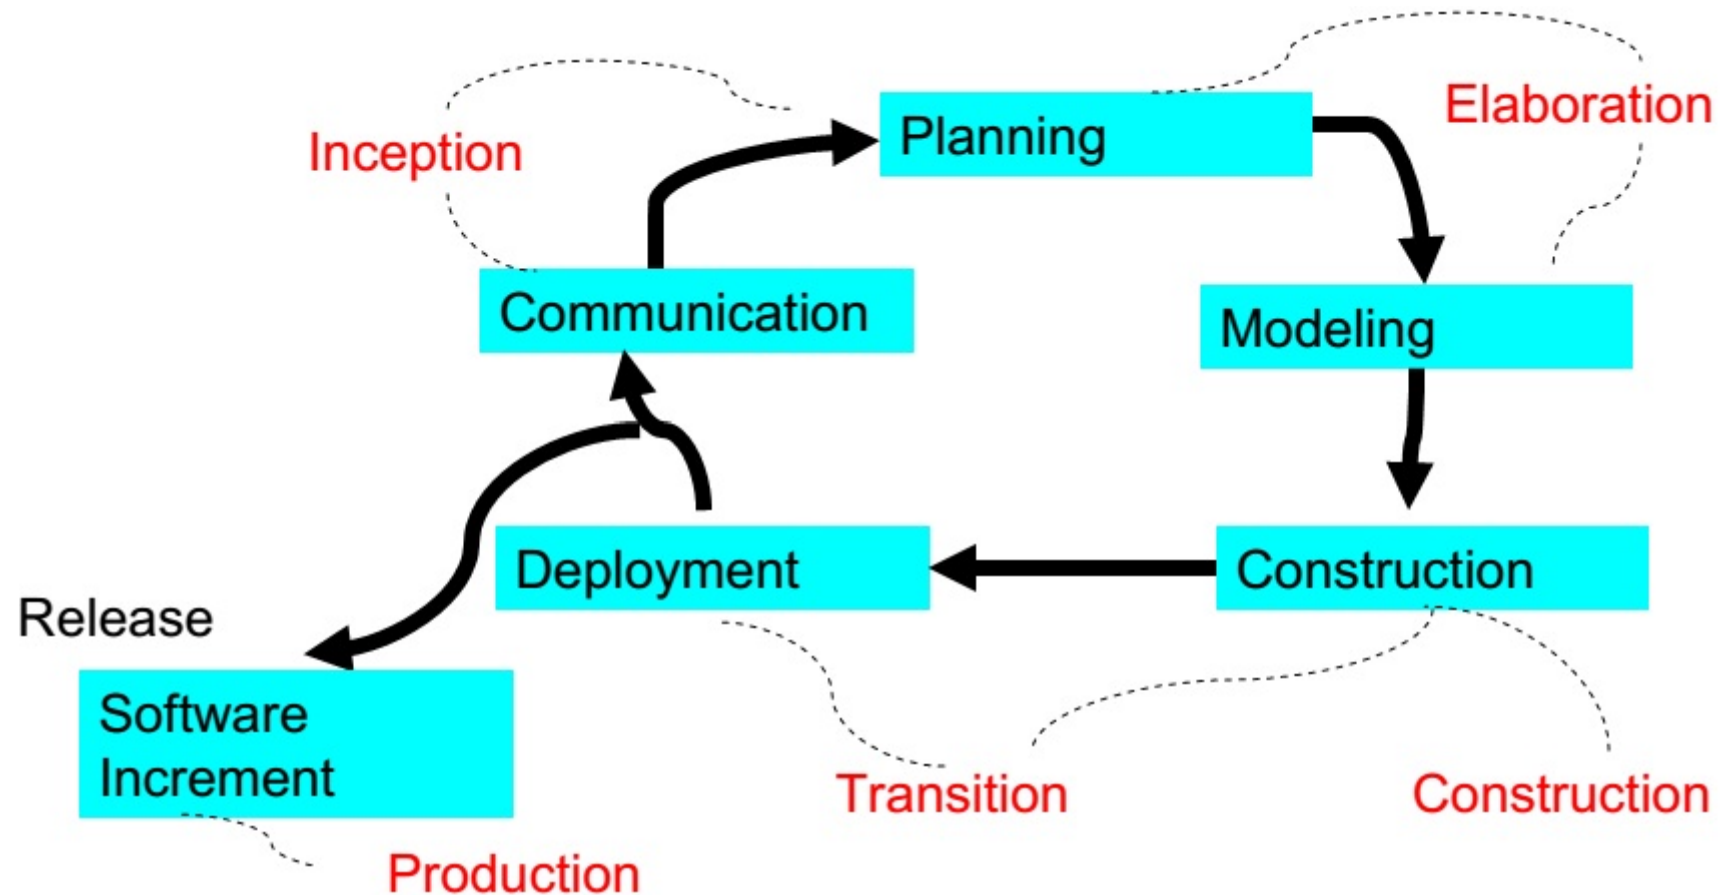 Elaboration
Planning
Inception
Communication
Modeling
Deployment
Construction
Release
Software
Increment
Transition
Construction
Production